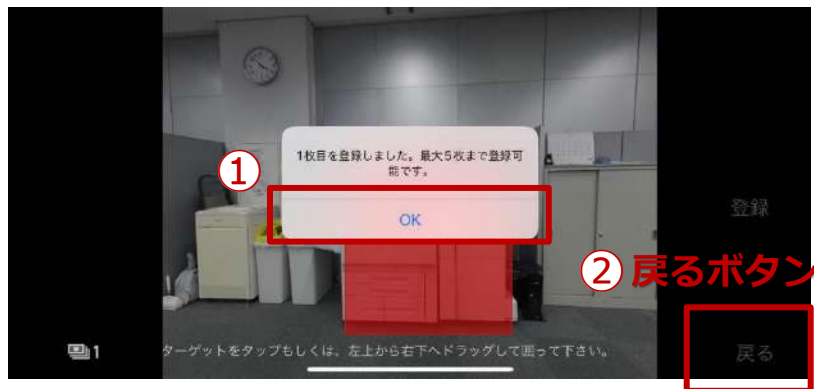 1枚目を登録しました。最大5枚まで登録可
能です。
①
OK
登録
② 戻るボタン
1
ターゲットをタップもしくは、左上から右下へドラッグして囲って下さい。
戻る